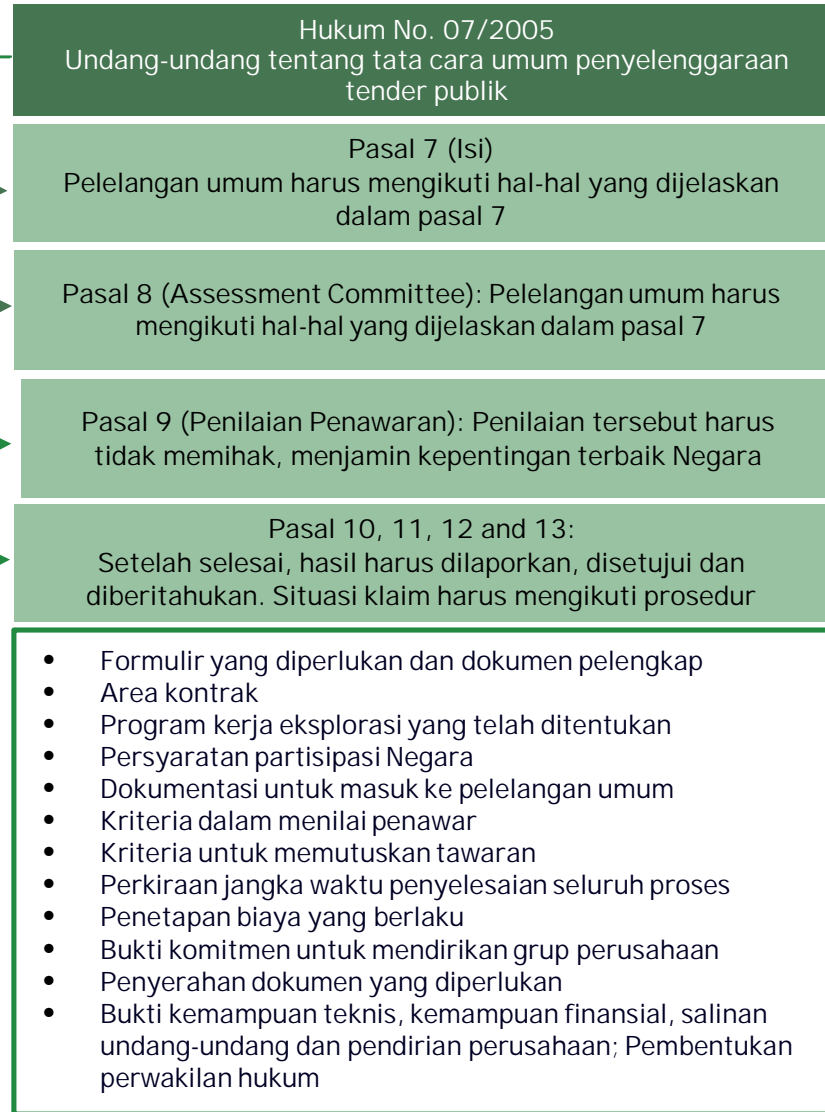 Hukum No. 07/2005
Undang-undang tentang tata cara umum penyelenggaraan
tender publik
Pasal 7 (Isi)
Pelelangan umum harus mengikuti hal-hal yang dijelaskan
dalam pasal 7
Pasal 8 (Assessment Committee): Pelelangan umum harus
mengikuti hal-hal yang dijelaskan dalam pasal 7
Pasal 9 (Penilaian Penawaran): Penilaian tersebut harus
tidak memihak, menjamin kepentingan terbaik Negara
Pasal 10, 11, 12 and 13:
Setelah selesai, hasil harus dilaporkan, disetujui dan
diberitahukan. Situasi klaim harus mengikuti prosedur
• Formulir yang diperlukan dan dokumen pelengkap
• Area kontrak
• Program kerja eksplorasi yang telah ditentukan
• Persyaratan partisipasi Negara
• Dokumentasi untuk masuk ke pelelangan umum
• Kriteria dalam menilai penawar
• Kriteria untuk memutuskan tawaran
• Perkiraan jangka waktu penyelesaian seluruh proses
• Penetapan biaya yang berlaku
• Bukti komitmen untuk mendirikan grup perusahaan
• Penyerahan dokumen yang diperlukan
• Bukti kemampuan teknis, kemampuan finansial, salinan
undang-undang dan pendirian perusahaan; Pembentukan
perwakilan hukum